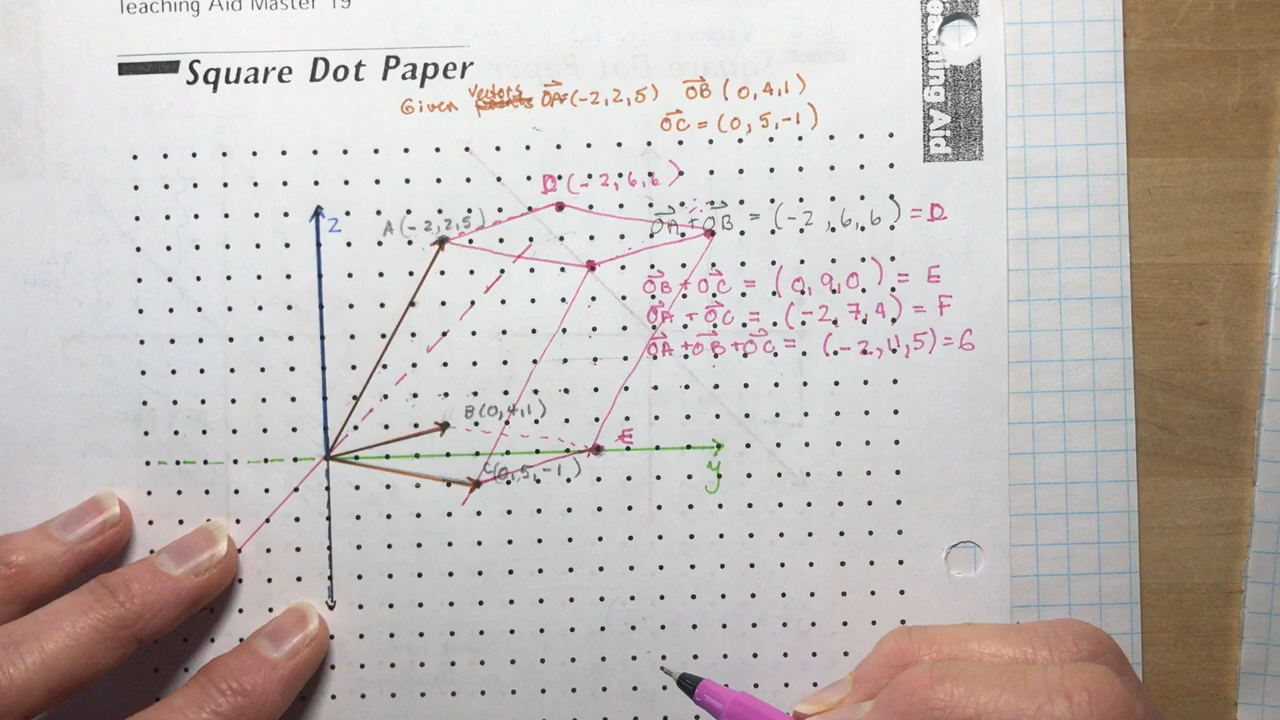 Teaching Aid Master 19
Square Dot Paper
Given vectors OA=(-2,2,5) OB (0,4,1)
OC = (0,5,-1)
D(-2,6,6)
A(-2,2,5)
Z
OA+OB = (-2,6,6)=D
OB+OC = (0,9,0) = E
OA+OC = (-2,7,4)=F
OA+OB+OC= (-2,11,5)=G
B(0,4,1)
E
C(0,5,-1)
y
eaching Aid